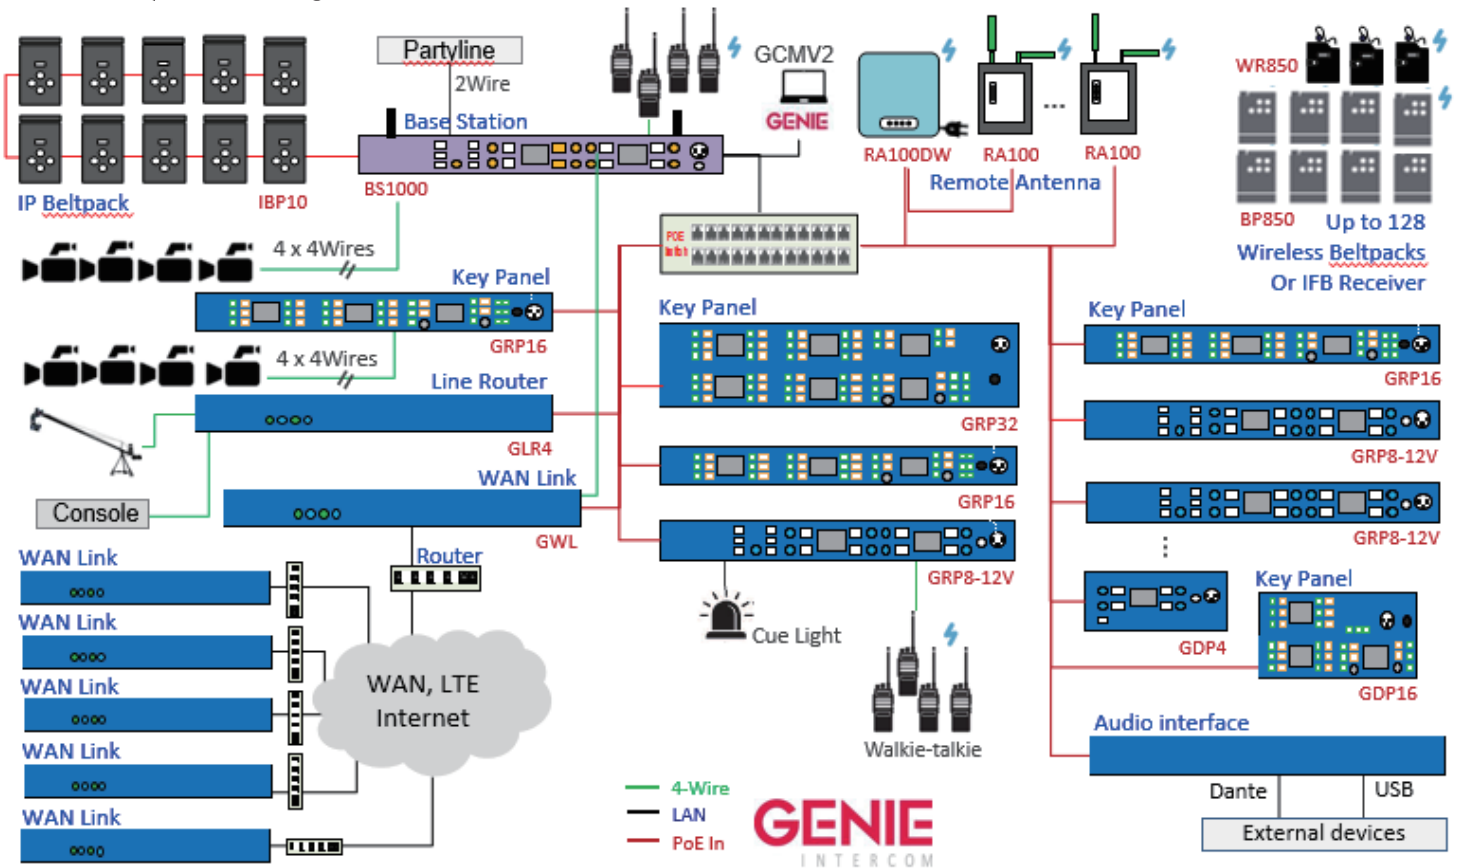 Partyline
2Wire
GCMV2
GENIE
WR850
Base Station
BS1000
RA100DW
RA100
...
RA100
Remote Antenna
IP Beltpack
IBP10
BP850
Up to 128
Wireless Beltpacks
Or IFB Receiver
POE
4 x 4Wires
Key Panel
GRP16
4 x 4Wires
Line Router
GLR4
WAN Link
GWL
Console
Router
Key Panel
GRP32
GRP16
GRP8-12V
Cue Light
Walkie-talkie
Key Panel
GRP16
GRP8-12V
GRP8-12V
GDP4
Key Panel
GDP16
Audio interface
Dante
USB
External devices
WAN Link
WAN Link
WAN Link
WAN Link
WAN Link
WAN, LTE
Internet
4-Wire
LAN
PoE In
GENIE
INTERCOM